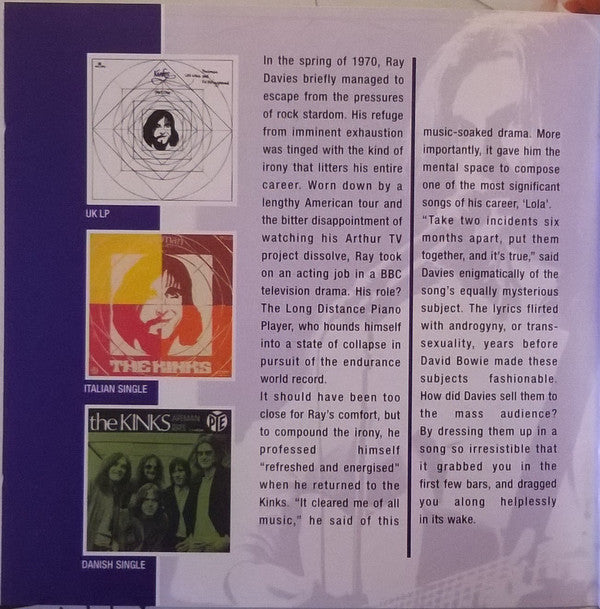 UK LP
THE KINKS
ITALIAN SINGLE
the KINKS
APEMAN
PYE
DANISH SINGLE
In the spring of 1970, Ray
Davies briefly managed to
escape from the pressures
of rock stardom. His refuge
from imminent exhaustion
was tinged with the kind of
irony that litters his entire
career. Worn down by a
lengthy American tour and
the bitter disappointment of
watching his Arthur TV
project dissolve, Ray took
on an acting job in a BBC
television drama. His role?
The Long Distance Piano
Player, who hounds himself
into a state of collapse in
pursuit of the endurance
world record.
It should have been too
close for Ray's comfort, but
to compound the irony, he
professed himself
"refreshed and energised"
when he returned to the
Kinks. "It cleared me of all
music," he said of this
music-soaked drama. More
importantly, it gave him the
mental space to compose
one of the most significant
songs of his career, 'Lola'.
"Take two incidents six
months apart, put them
together, and it's true," said
Davies enigmatically of the
song's equally mysterious
subject. The lyrics flirted
with androgyny, or trans-
sexuality, years before
David Bowie made these
subjects fashionable.
How did Davies sell them to
the mass audience?
By dressing them up in a
song so irresistible that
it grabbed you in the
first few bars, and dragged
you along helplessly
in its wake.